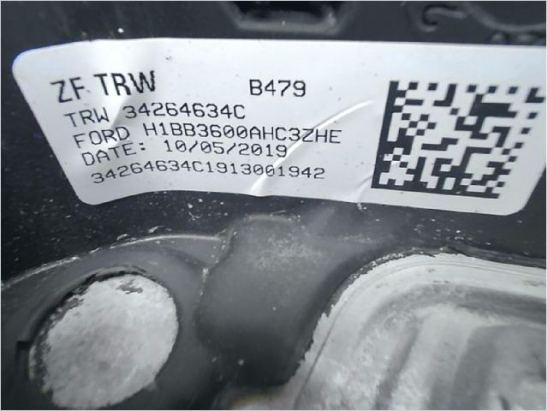 ZF TRW B479
TRW 34264634C
FORD H1BB3600AHC3ZHE
DATE: 10/05/2019
34264634C1913001942